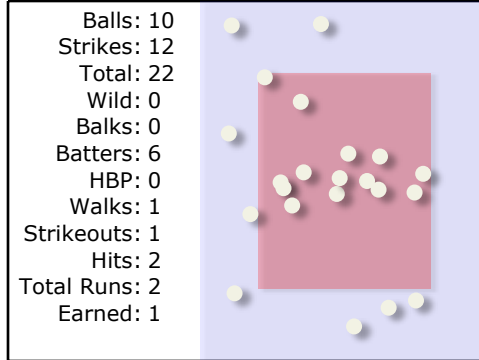 Balls: 10
Strikes: 12
Total: 22
Wild: 0
Balks: 0
Batters: 6
HBP: 0
Walks: 1
Strikeouts: 1
Hits: 2
Total Runs: 2
Earned: 1